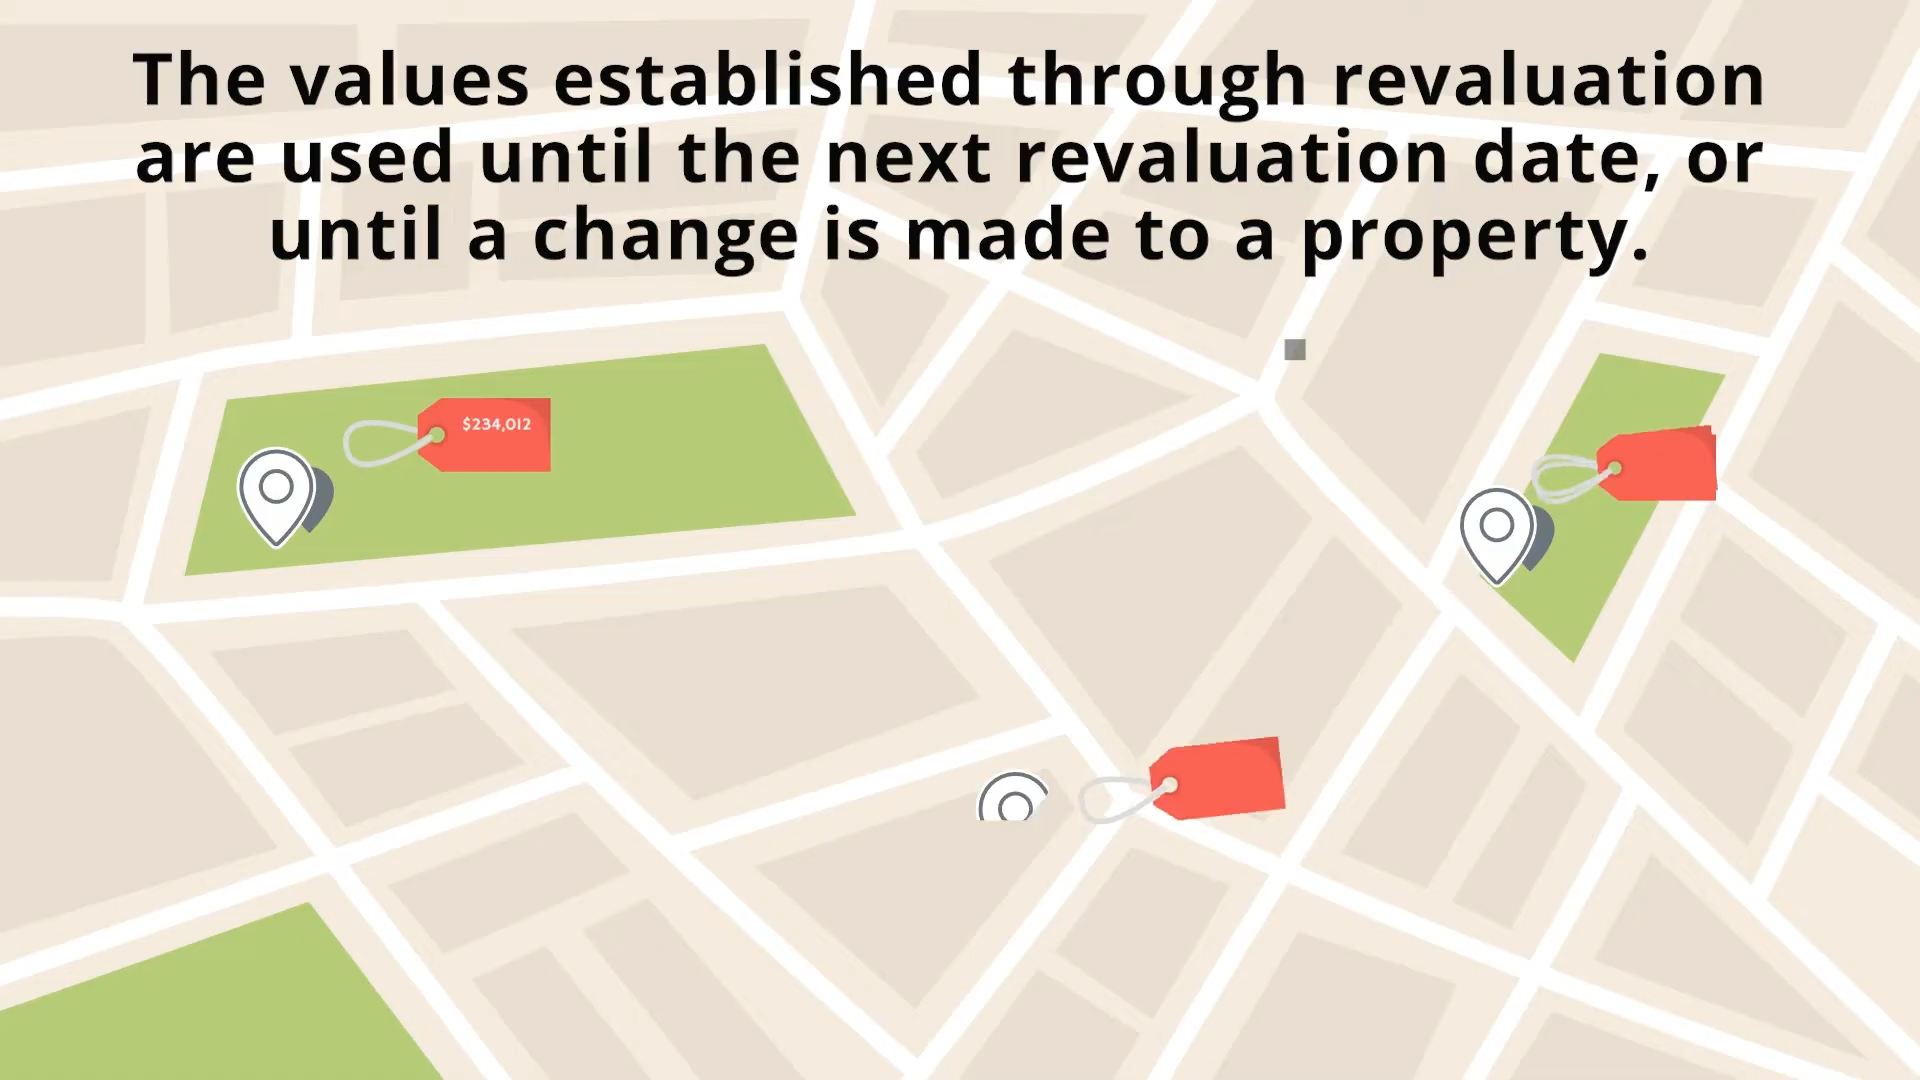 The values established through revaluation
are used until the next revaluation date, or
until a change is made to a property.
$234,012